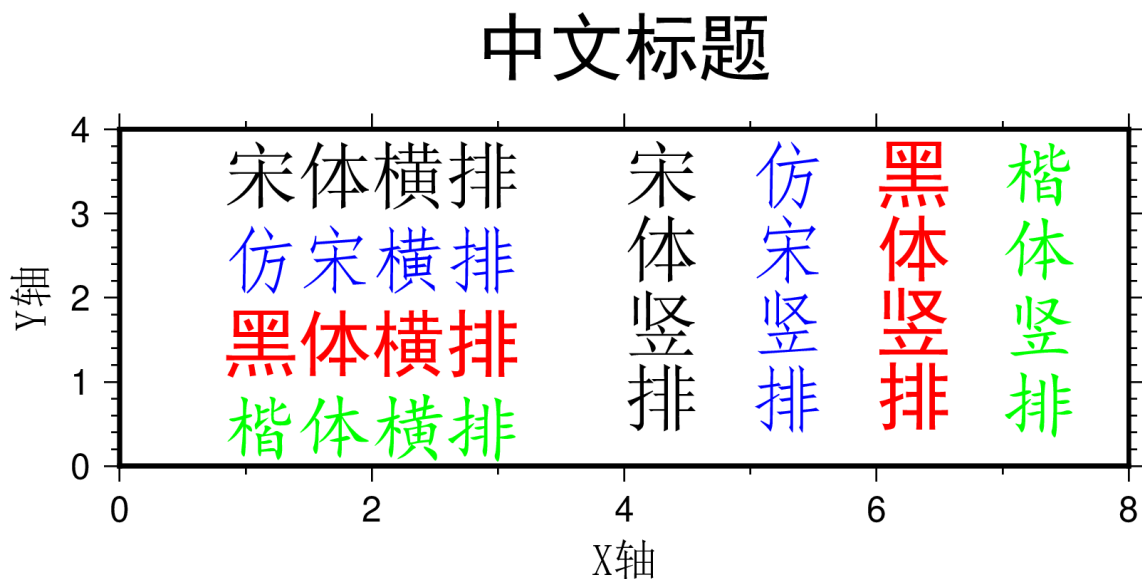 中文标题
宋体横排
仿宋横排
黑体横排
楷体横排
宋体竖排
仿宋竖排
黑体竖排
楷体竖排
Y轴
4
3
2
1
0
0 2 4 6 8
X轴